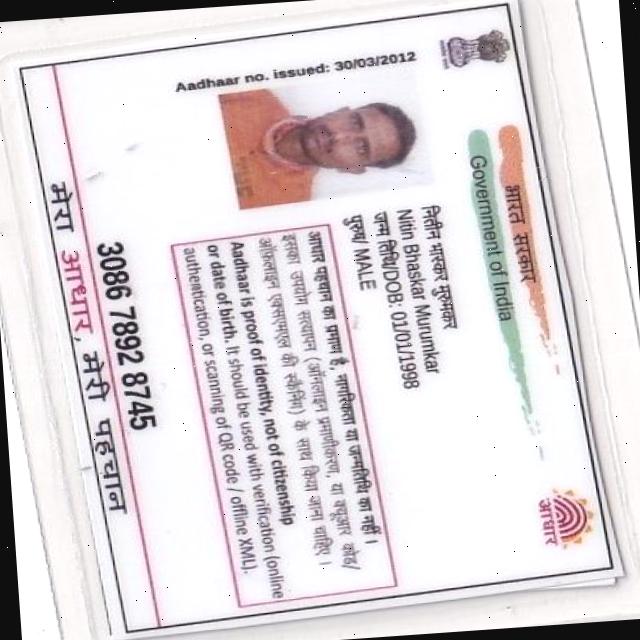 भारत सरकार
Government of India
Aadhaar no. issued: 30/03/2012
नितीन भास्कर मुरुमकर
Nitin Bhaskar Murumkar
जन्म तिथि/DOB: 01/01/1998
पुरुष/ MALE
आधार पहचान का प्रमाण है, नागरिकता या जन्मतिथि का नहीं ।
इसका उपयोग सत्यापन (ऑनलाइन प्रमाणीकरण, या क्यूआर कोड/
ऑफ़लाइन एक्सएमएल की स्कैनिंग) के साथ किया जाना चाहिए ।
Aadhaar is proof of identity, not of citizenship
or date of birth. It should be used with verification (online
authentication, or scanning of QR code / offline XML).
3086 7892 8745
मेरा आधार, मेरी पहचान
आधार